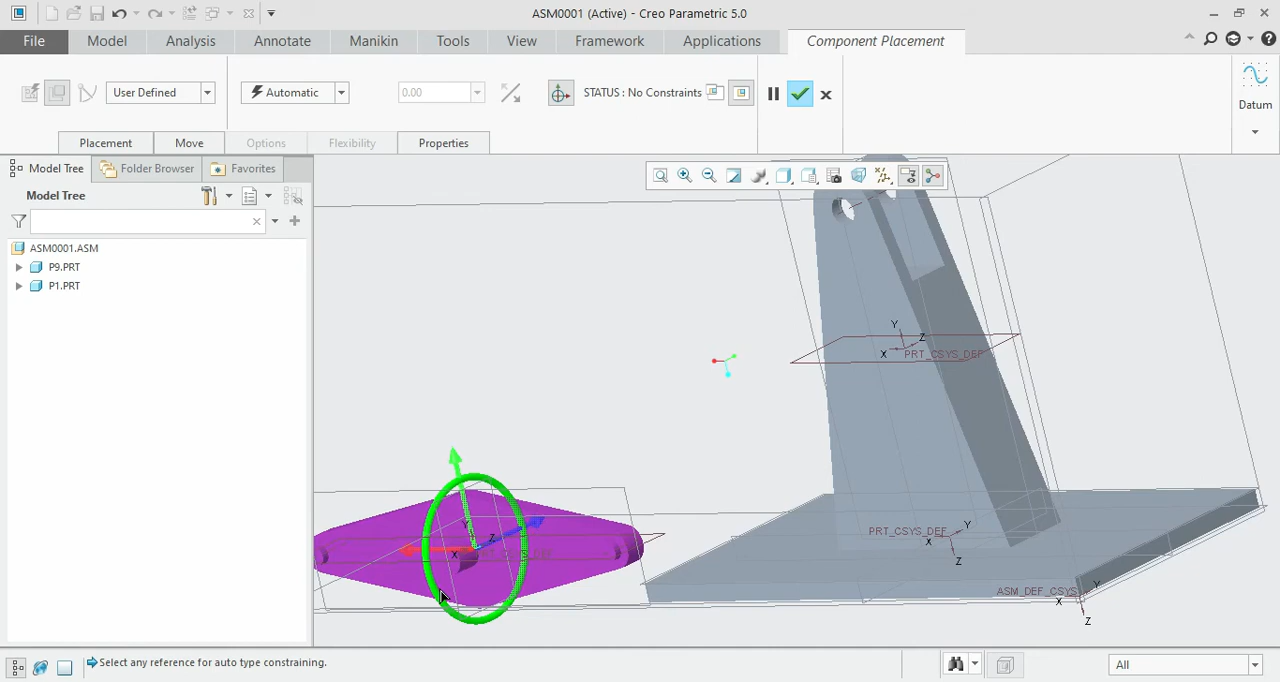 ASM0001 (Active) - Creo Parametric 5.0
File Model Analysis Annotate Manikin Tools View Framework Applications Component Placement
User Defined Automatic 0.00 STATUS : No Constraints
Datum
Placement Move Options Flexibility Properties
Model Tree Folder Browser Favorites
Model Tree
ASM0001.ASM
P9.PRT
P1.PRT
Y
Z
X PRT_CSYS_DEF
Y
Z
X
PRT_CSYS_DEF Y
X
Z
ASM_DEF_CSYS Y
X
Z
Select any reference for auto type constraining.
All